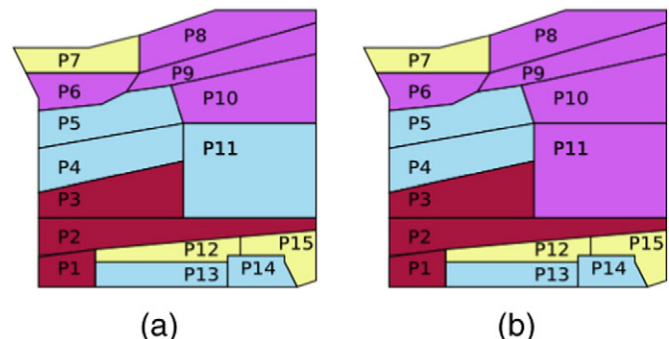 P8 P8
P7 P7
P9 P9
P6 P6
P10 P10
P5 P5
P11 P11
P4 P4
P3 P3
P2 P2
P12 P15 P12 P15
P1 P13 P14 P1 P13 P14
(a) (b)